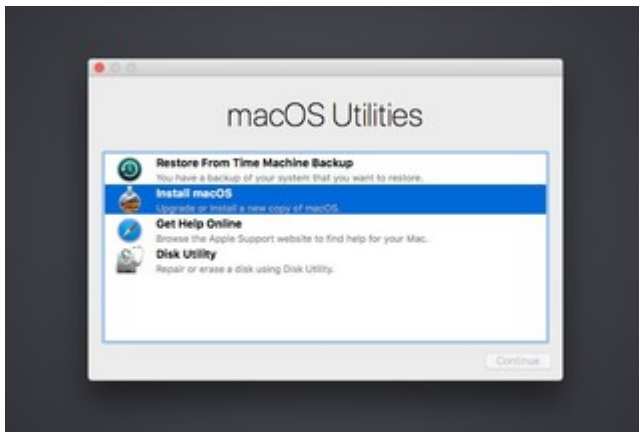 macOS Utilities
Restore From Time Machine Backup
You have a backup of your system that you want to restore.
Install macOS
Upgrade or install a new copy of macOS.
Get Help Online
Browse the Apple Support website to find help for your Mac.
Disk Utility
Repair or erase a disk using Disk Utility.
Continue